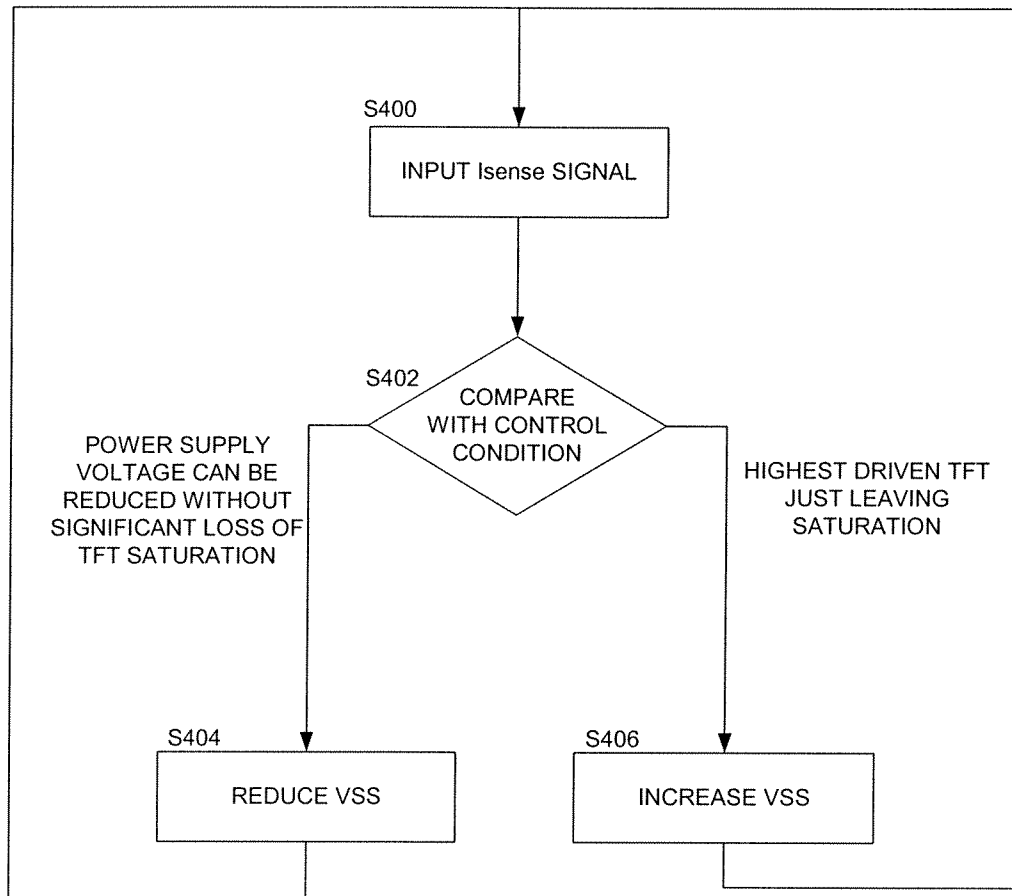 S400
INPUT Isense SIGNAL
S402
COMPARE
WITH CONTROL
CONDITION
POWER SUPPLY
VOLTAGE CAN BE
REDUCED WITHOUT
SIGNIFICANT LOSS OF
TFT SATURATION
HIGHEST DRIVEN TFT
JUST LEAVING
SATURATION
S404
REDUCE VSS
S406
INCREASE VSS